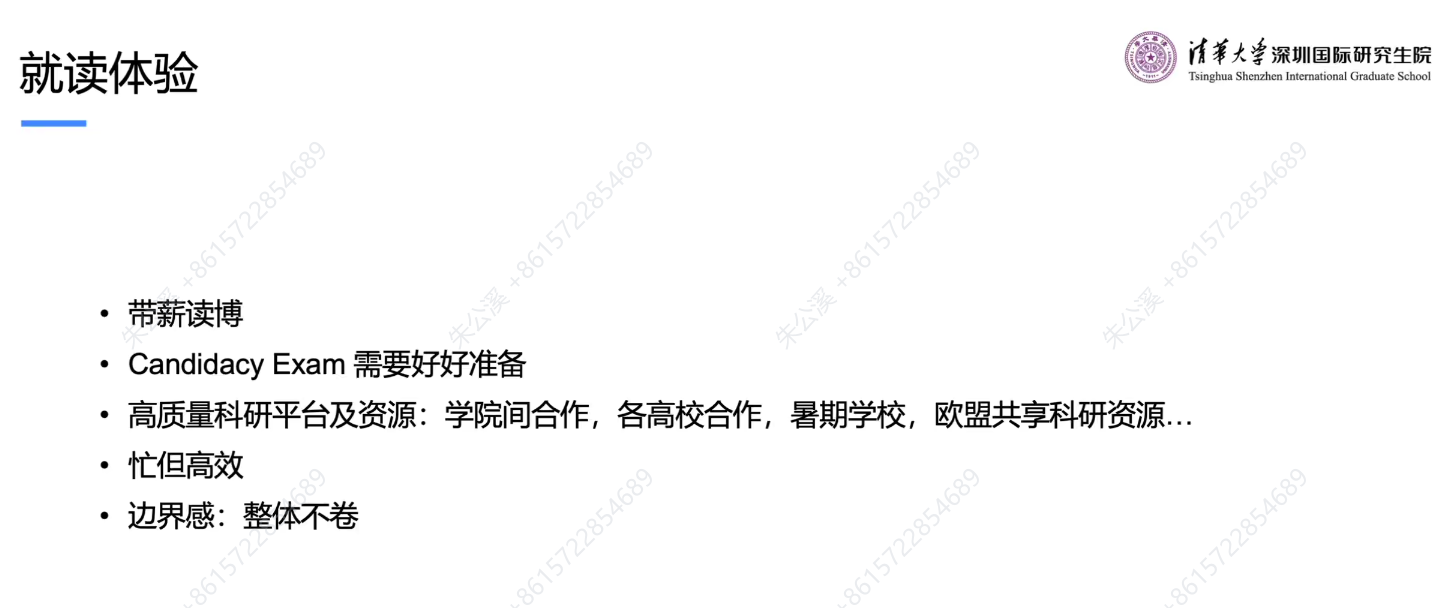 就读体验
清华大学深圳国际研究生院
Tsinghua Shenzhen International Graduate School
• 带薪读博
• Candidacy Exam 需要好好准备
• 高质量科研平台及资源：学院间合作，各高校合作，暑期学校，欧盟共享科研资源...
• 忙但高效
• 边界感：整体不卷
朱公溪 +8615722854689
朱公溪 +8615722854689
朱公溪 +8615722854689
朱公溪 +8615722854689
+8615722854689
+8615722854689
+8615722854689
+8615722854689